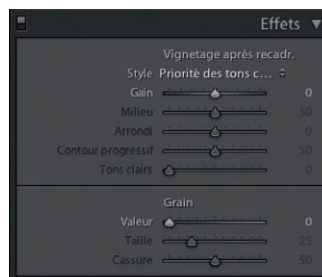 Effets
Vignetage après recadr.
Style Priorité des tons c...
Gain 0
Milieu 50
Arrondi 0
Contour progressif 50
Tons clairs 0
Grain
Valeur 0
Taille 25
Cassure 50